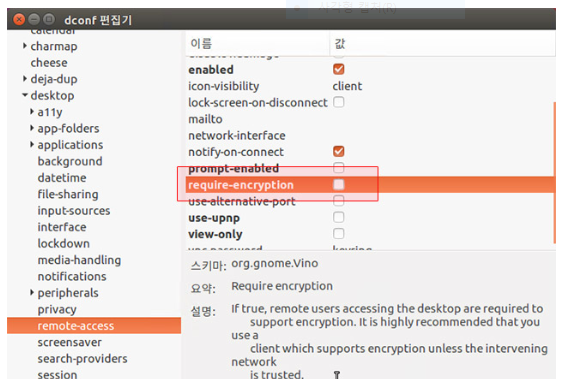 dconf 편집기
calendar
charmap
cheese
deja-dup
desktop
a11y
app-folders
applications
background
datetime
file-sharing
input-sources
interface
lockdown
media-handling
notifications
peripherals
privacy
remote-access
screensaver
search-providers
session
이름 값
enabled
icon-visibility client
lock-screen-on-disconnect
mailto
network-interface
notify-on-connect
prompt-enabled
require-encryption
use-alternative-port
use-upnp
view-only
vnc-password keyring
스키마: org.gnome.Vino
요약: Require encryption
설명: If true, remote users accessing the desktop are required to
support encryption. It is highly recommended that you
use a
client which supports encryption unless the intervening
network
is trusted.